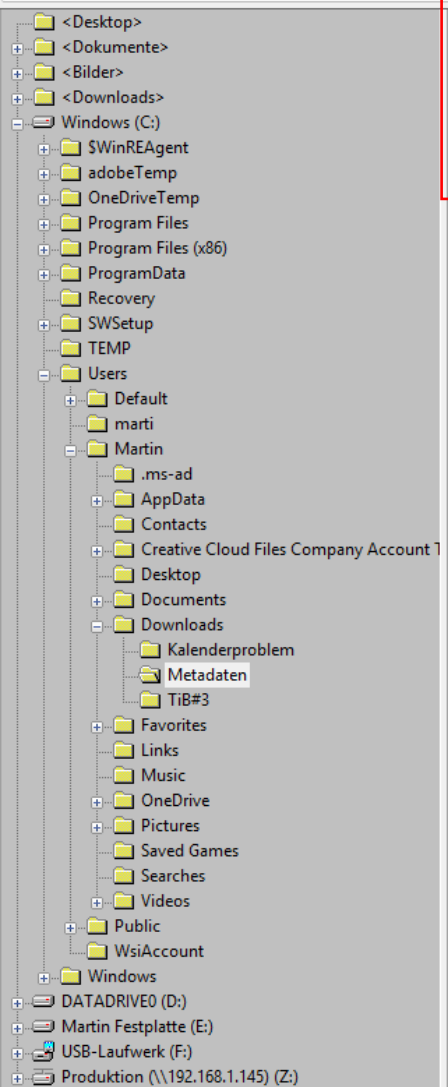 <Desktop>
<Dokumente>
<Bilder>
<Downloads>
Windows (C:)
$WinREAgent
adobeTemp
OneDriveTemp
Program Files
Program Files (x86)
ProgramData
Recovery
SWSetup
TEMP
Users
Default
marti
Martin
.ms-ad
AppData
Contacts
Creative Cloud Files Company Account T
Desktop
Documents
Downloads
Kalenderproblem
Metadaten
TiB#3
Favorites
Links
Music
OneDrive
Pictures
Saved Games
Searches
Videos
Public
WsiAccount
Windows
DATADRIVE0 (D:)
Martin Festplatte (E:)
USB-Laufwerk (F:)
Produktion (\\192.168.1.145) (Z:)